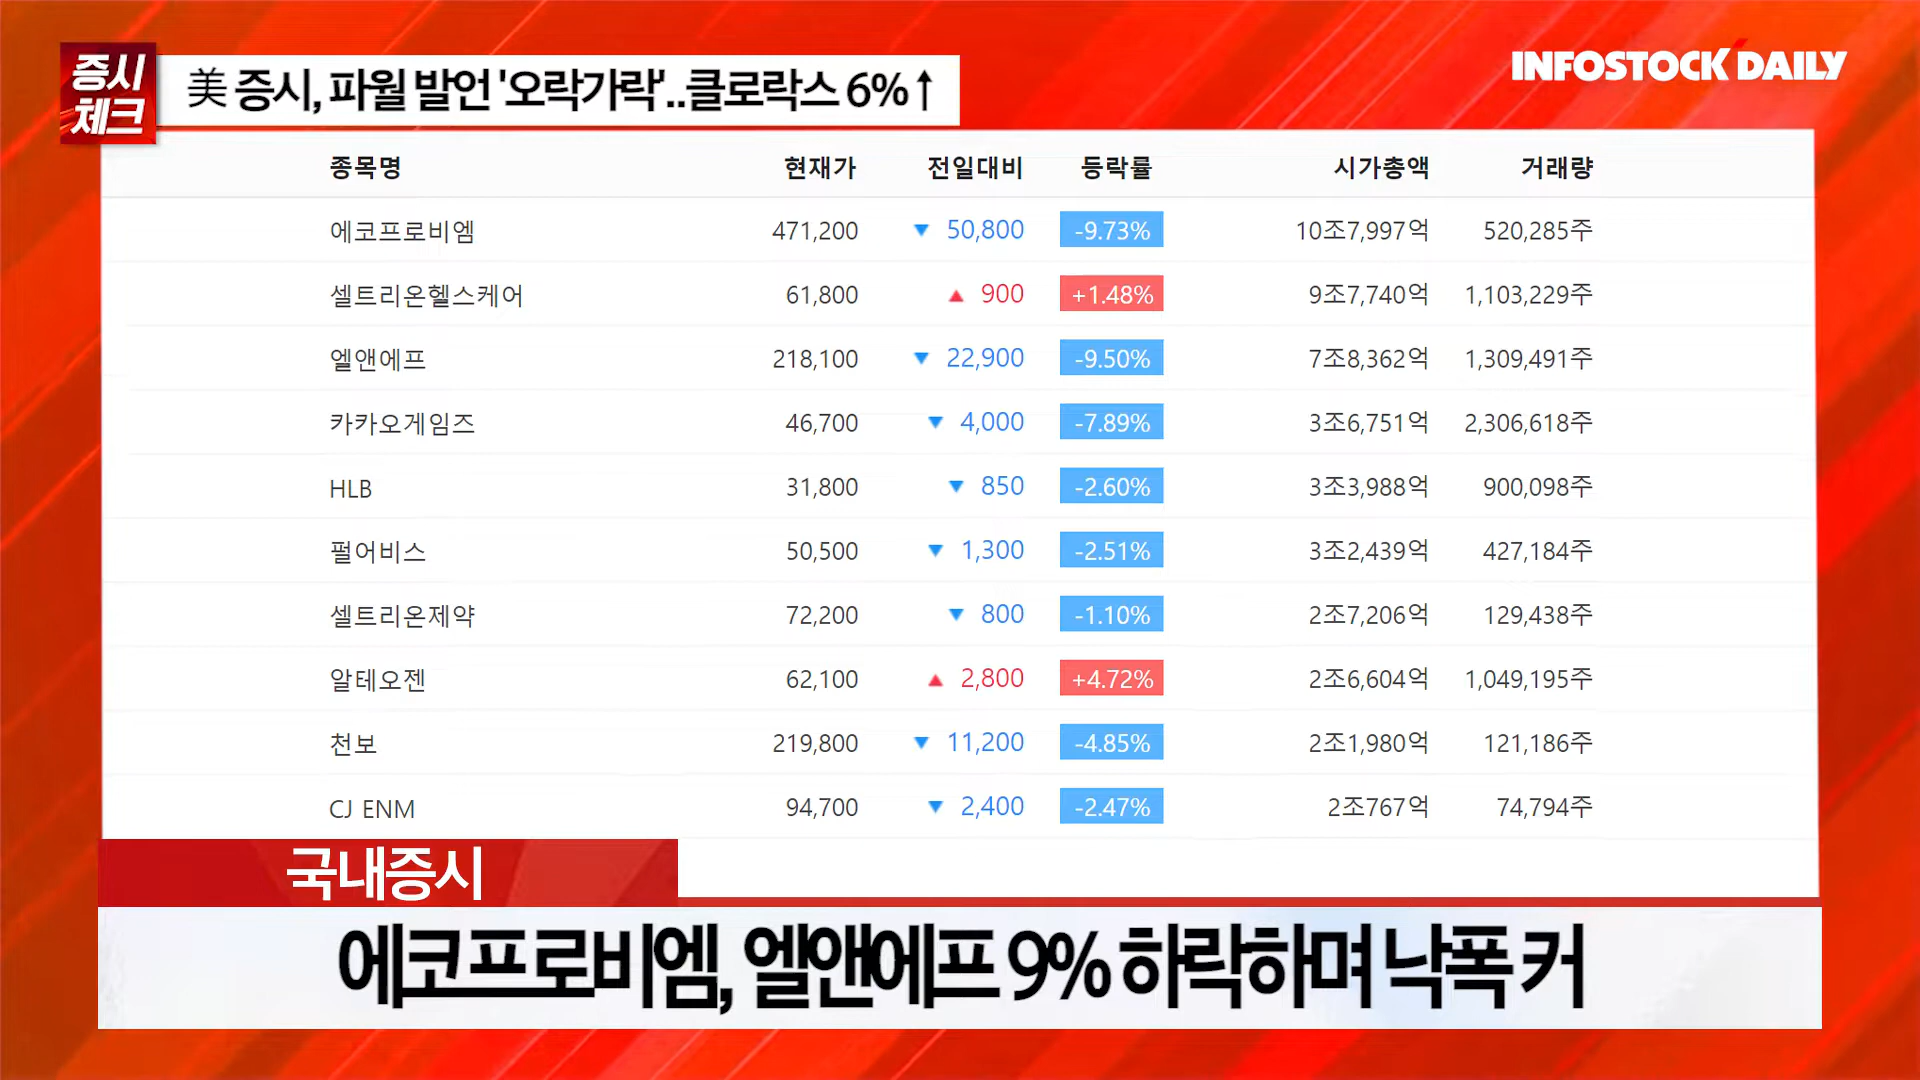 증시
체크
美 증시, 파월 발언 '오락가락'..클로락스 6%↑
INFOSTOCK DAILY
종목명 현재가 전일대비 등락률 시가총액 거래량
에코프로비엠 471,200 ▼ 50,800 -9.73% 10조7,997억 520,285주
셀트리온헬스케어 61,800 ▲ 900 +1.48% 9조7,740억 1,103,229주
엘앤에프 218,100 ▼ 22,900 -9.50% 7조8,362억 1,309,491주
카카오게임즈 46,700 ▼ 4,000 -7.89% 3조6,751억 2,306,618주
HLB 31,800 ▼ 850 -2.60% 3조3,988억 900,098주
펄어비스 50,500 ▼ 1,300 -2.51% 3조2,439억 427,184주
셀트리온제약 72,200 ▼ 800 -1.10% 2조7,206억 129,438주
알테오젠 62,100 ▲ 2,800 +4.72% 2조6,604억 1,049,195주
천보 219,800 ▼ 11,200 -4.85% 2조1,980억 121,186주
CJ ENM 94,700 ▼ 2,400 -2.47% 2조767억 74,794주
국내증시
에코프로비엠, 엘앤에프 9% 하락하며 낙폭 커